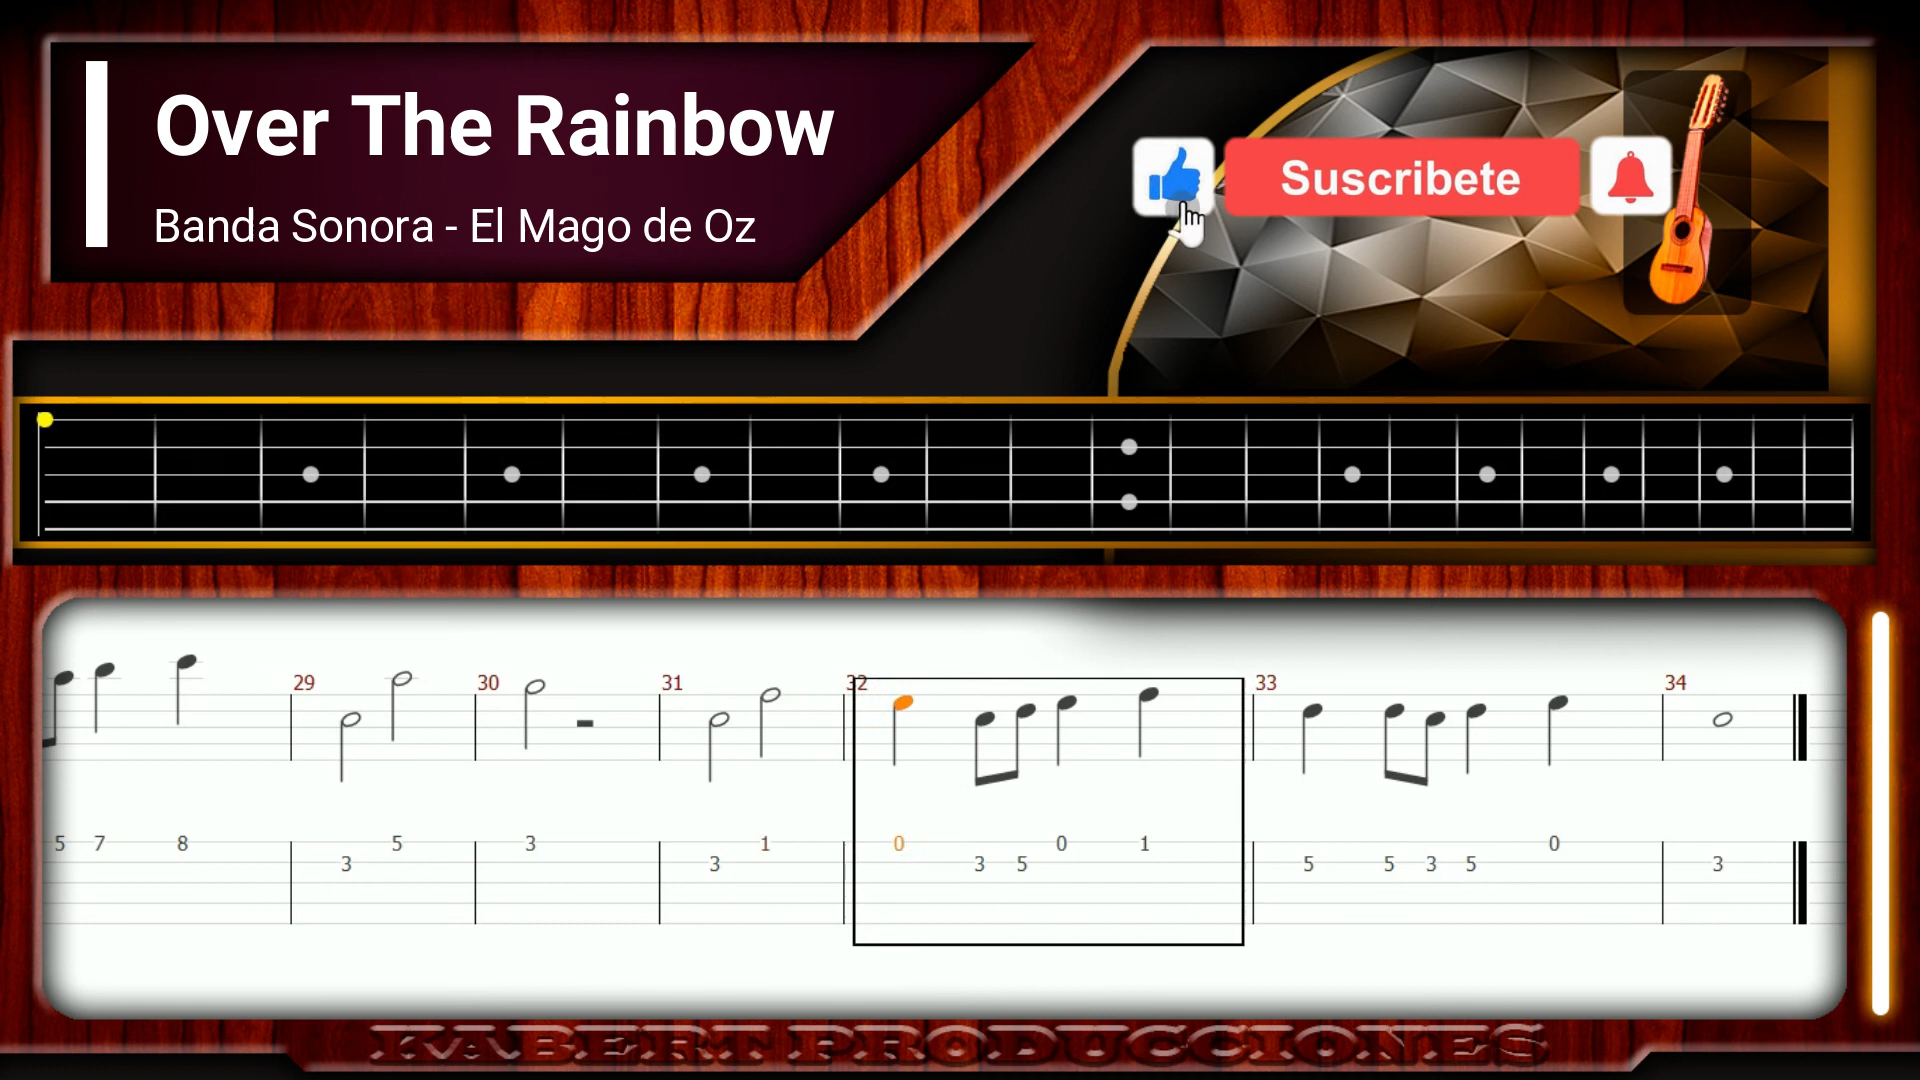 Over The Rainbow
Banda Sonora - El Mago de Oz
Suscribete
29 30 31 32 33 34
5 7 8 5 3 1 0 0 1 0
3 3 3 5 5 5 3 5 3
KABERT PRODUCCIONES